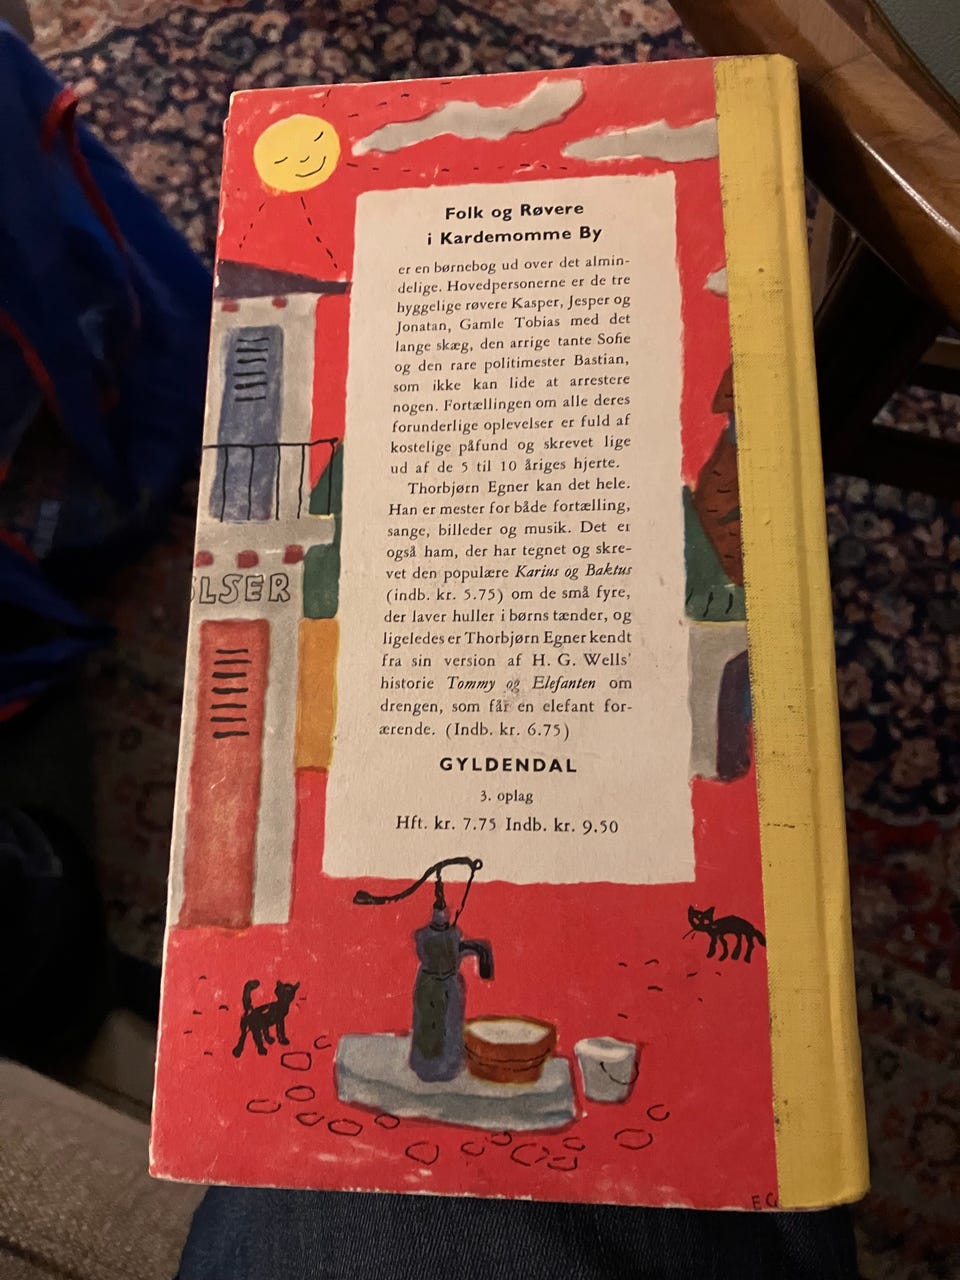 Folk og Røvere
i Kardemomme By
er en børnebog ud over det almin-
delige. Hovedpersonerne er de tre
hyggelige røvere Kasper, Jesper og
Jonatan, Gamle Tobias med det
lange skæg, den arrige tante Sofie
og den rare politimester Bastian,
som ikke kan lide at arrestere
nogen. Fortællingen om alle deres
forunderlige oplevelser er fuld af
kostelige påfund og skrevet lige
ud af de 5 til 10 åriges hjerte.
Thorbjørn Egner kan det hele.
Han er mester for både fortælling,
sange, billeder og musik. Det er
også ham, der har tegnet og skre-
vet den populære Karius og Baktus
(indb. kr. 5.75) om de små fyre,
der laver huller i børns tænder, og
ligeledes er Thorbjørn Egner kendt
fra sin version af H. G. Wells'
historie Tommy og Elefanten om
drengen, som får en elefant for-
ærende. (Indb. kr. 6.75)
GYLDENDAL
3. oplag
Hft. kr. 7.75 Indb. kr. 9.50
LSER
EG